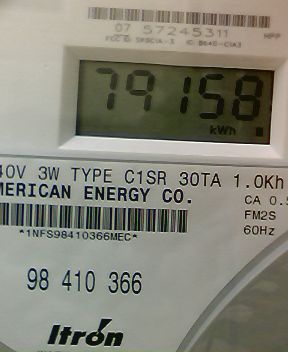 07 57245311
79158
kWh
40V 3W TYPE C1SR 30TA 1.0Kh
MERICAN ENERGY CO.
CA 0.5
FM2S
*1NFS98410366MEC*
60Hz
98 410 366
Itrón